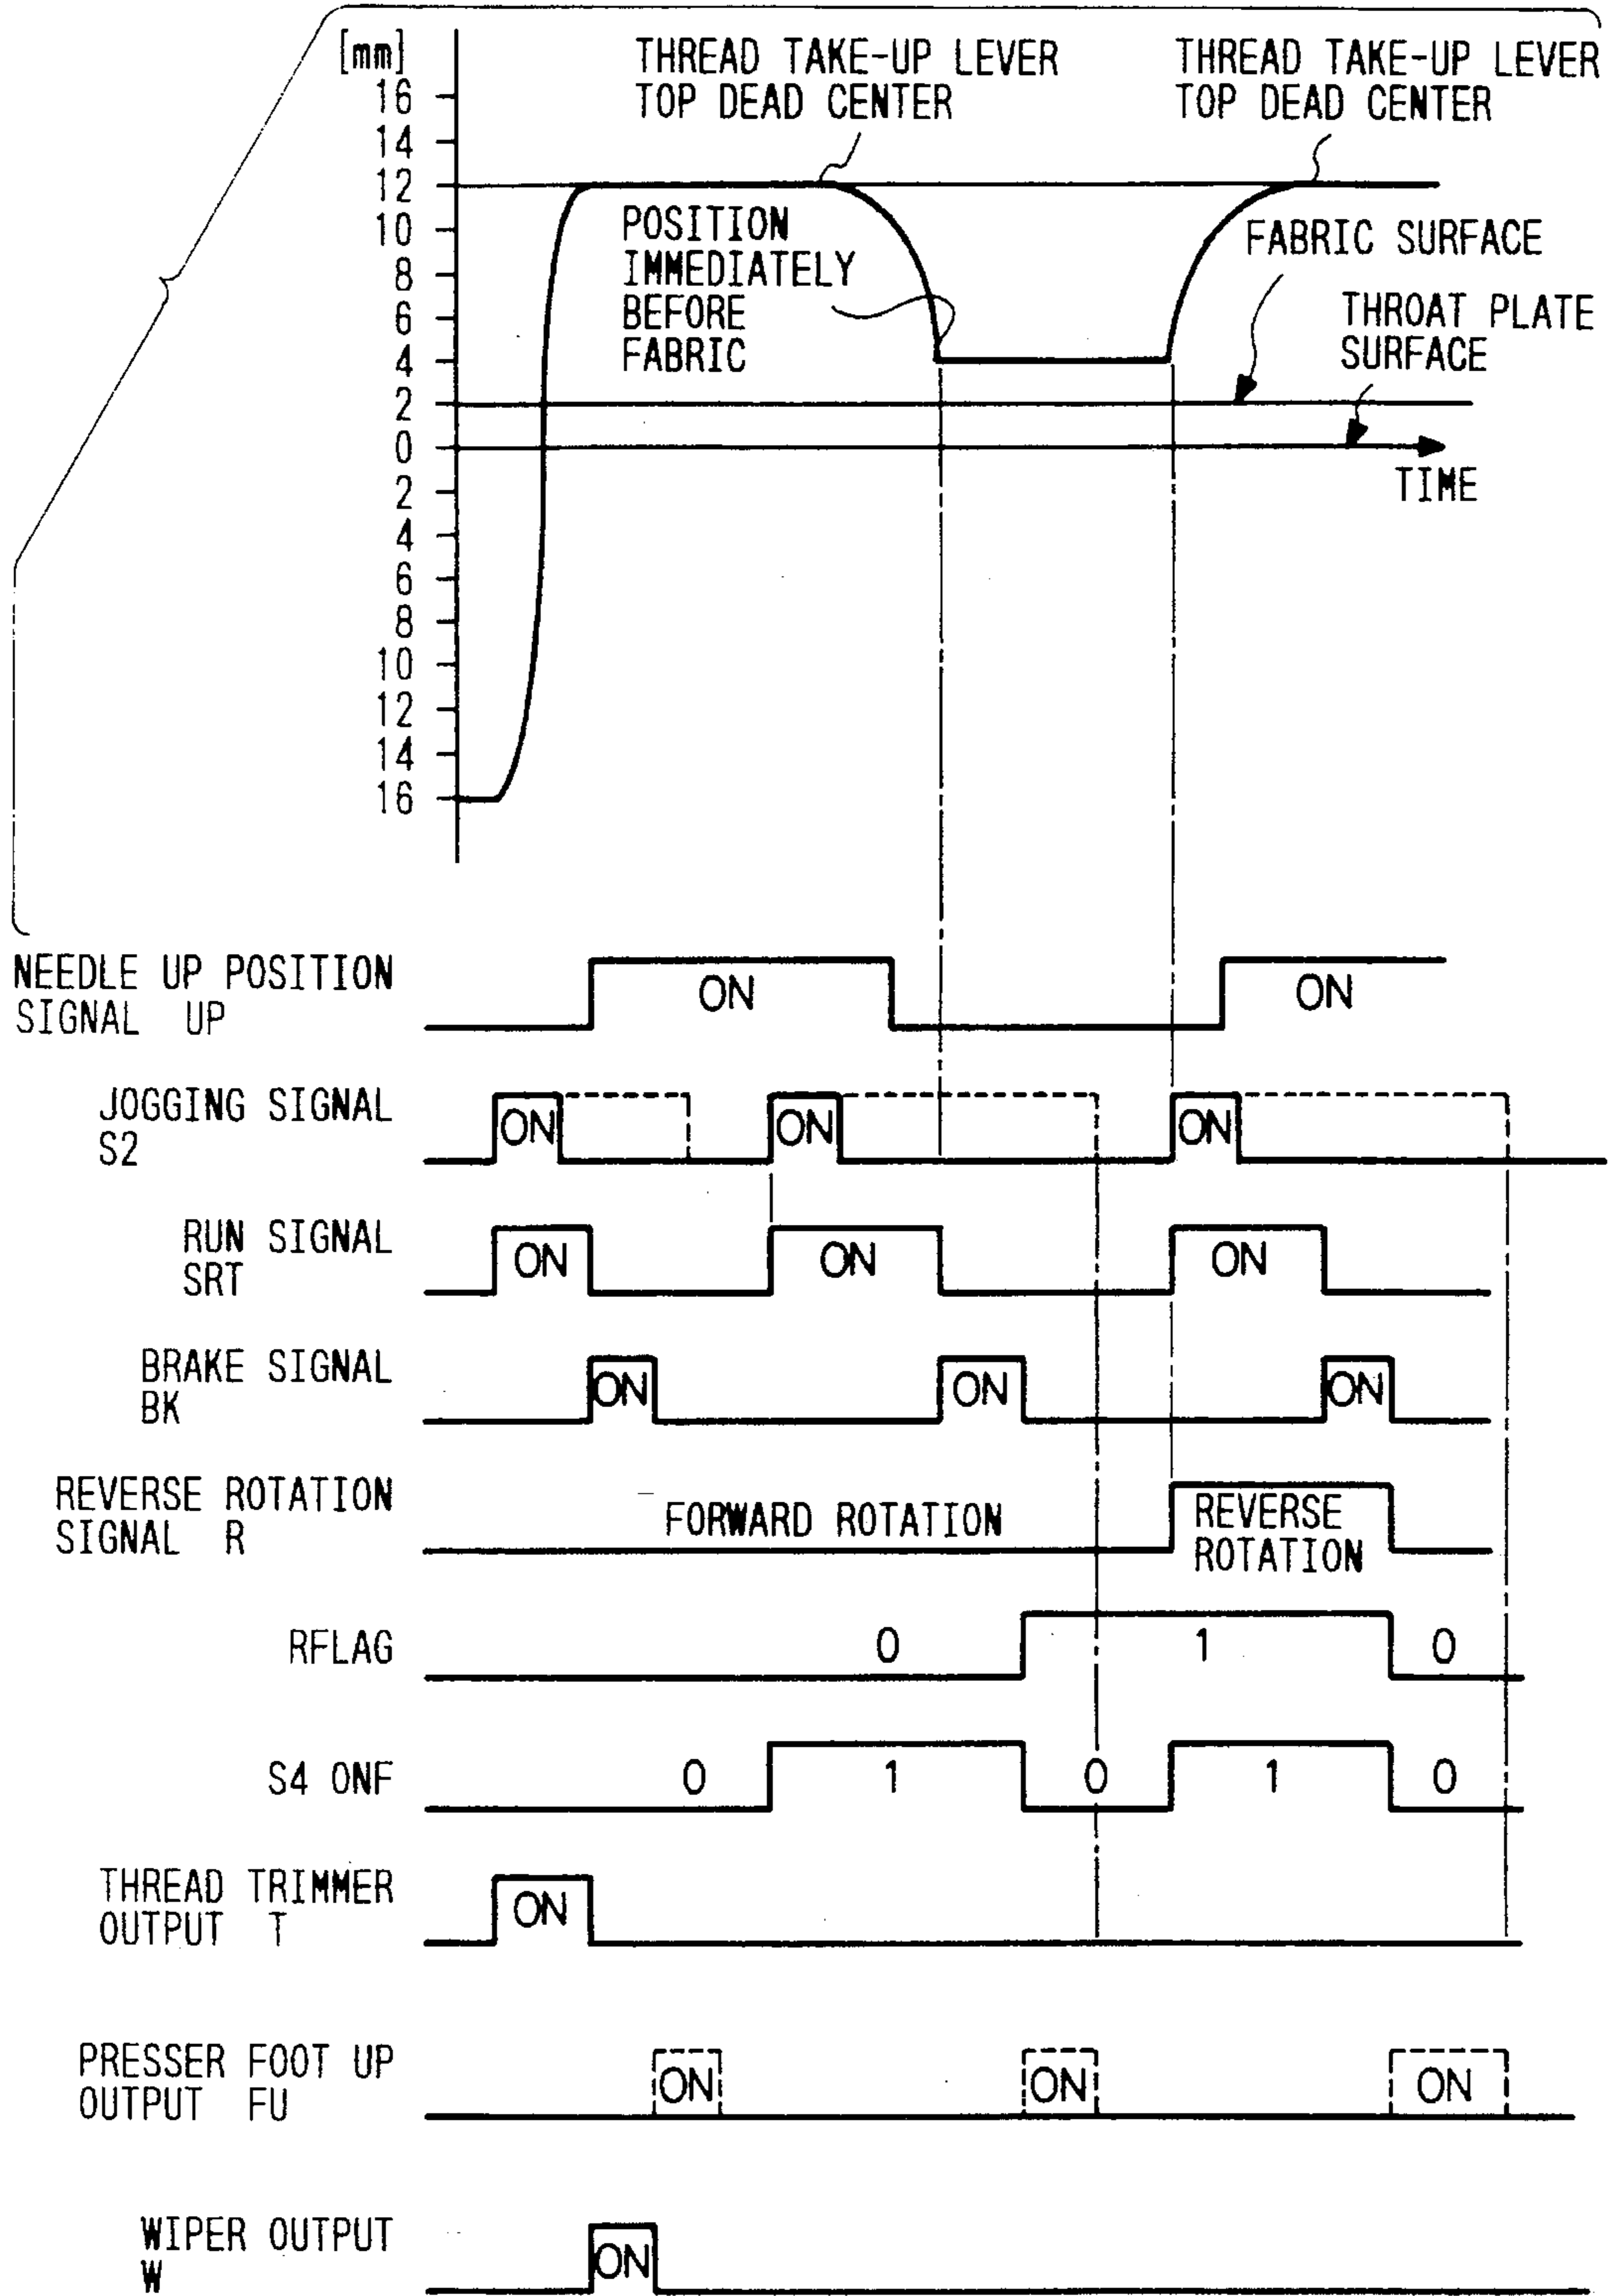 [mm]
16
14
12
10
8
6
4
2
0
2
4
6
8
10
12
14
16
THREAD TAKE-UP LEVER
TOP DEAD CENTER
THREAD TAKE-UP LEVER
TOP DEAD CENTER
POSITION
IMMEDIATELY
BEFORE
FABRIC
FABRIC SURFACE
THROAT PLATE
SURFACE
TIME
NEEDLE UP POSITION
SIGNAL UP
ON
ON
JOGGING SIGNAL
S2
ON
ON
ON
RUN SIGNAL
SRT
ON
ON
ON
BRAKE SIGNAL
BK
ON
ON
ON
REVERSE ROTATION
SIGNAL R
FORWARD ROTATION
REVERSE
ROTATION
RFLAG
0
1
0
S4 ONF
0
1
0
1
0
THREAD TRIMMER
OUTPUT T
ON
PRESSER FOOT UP
OUTPUT FU
ON
ON
ON
WIPER OUTPUT
W
ON